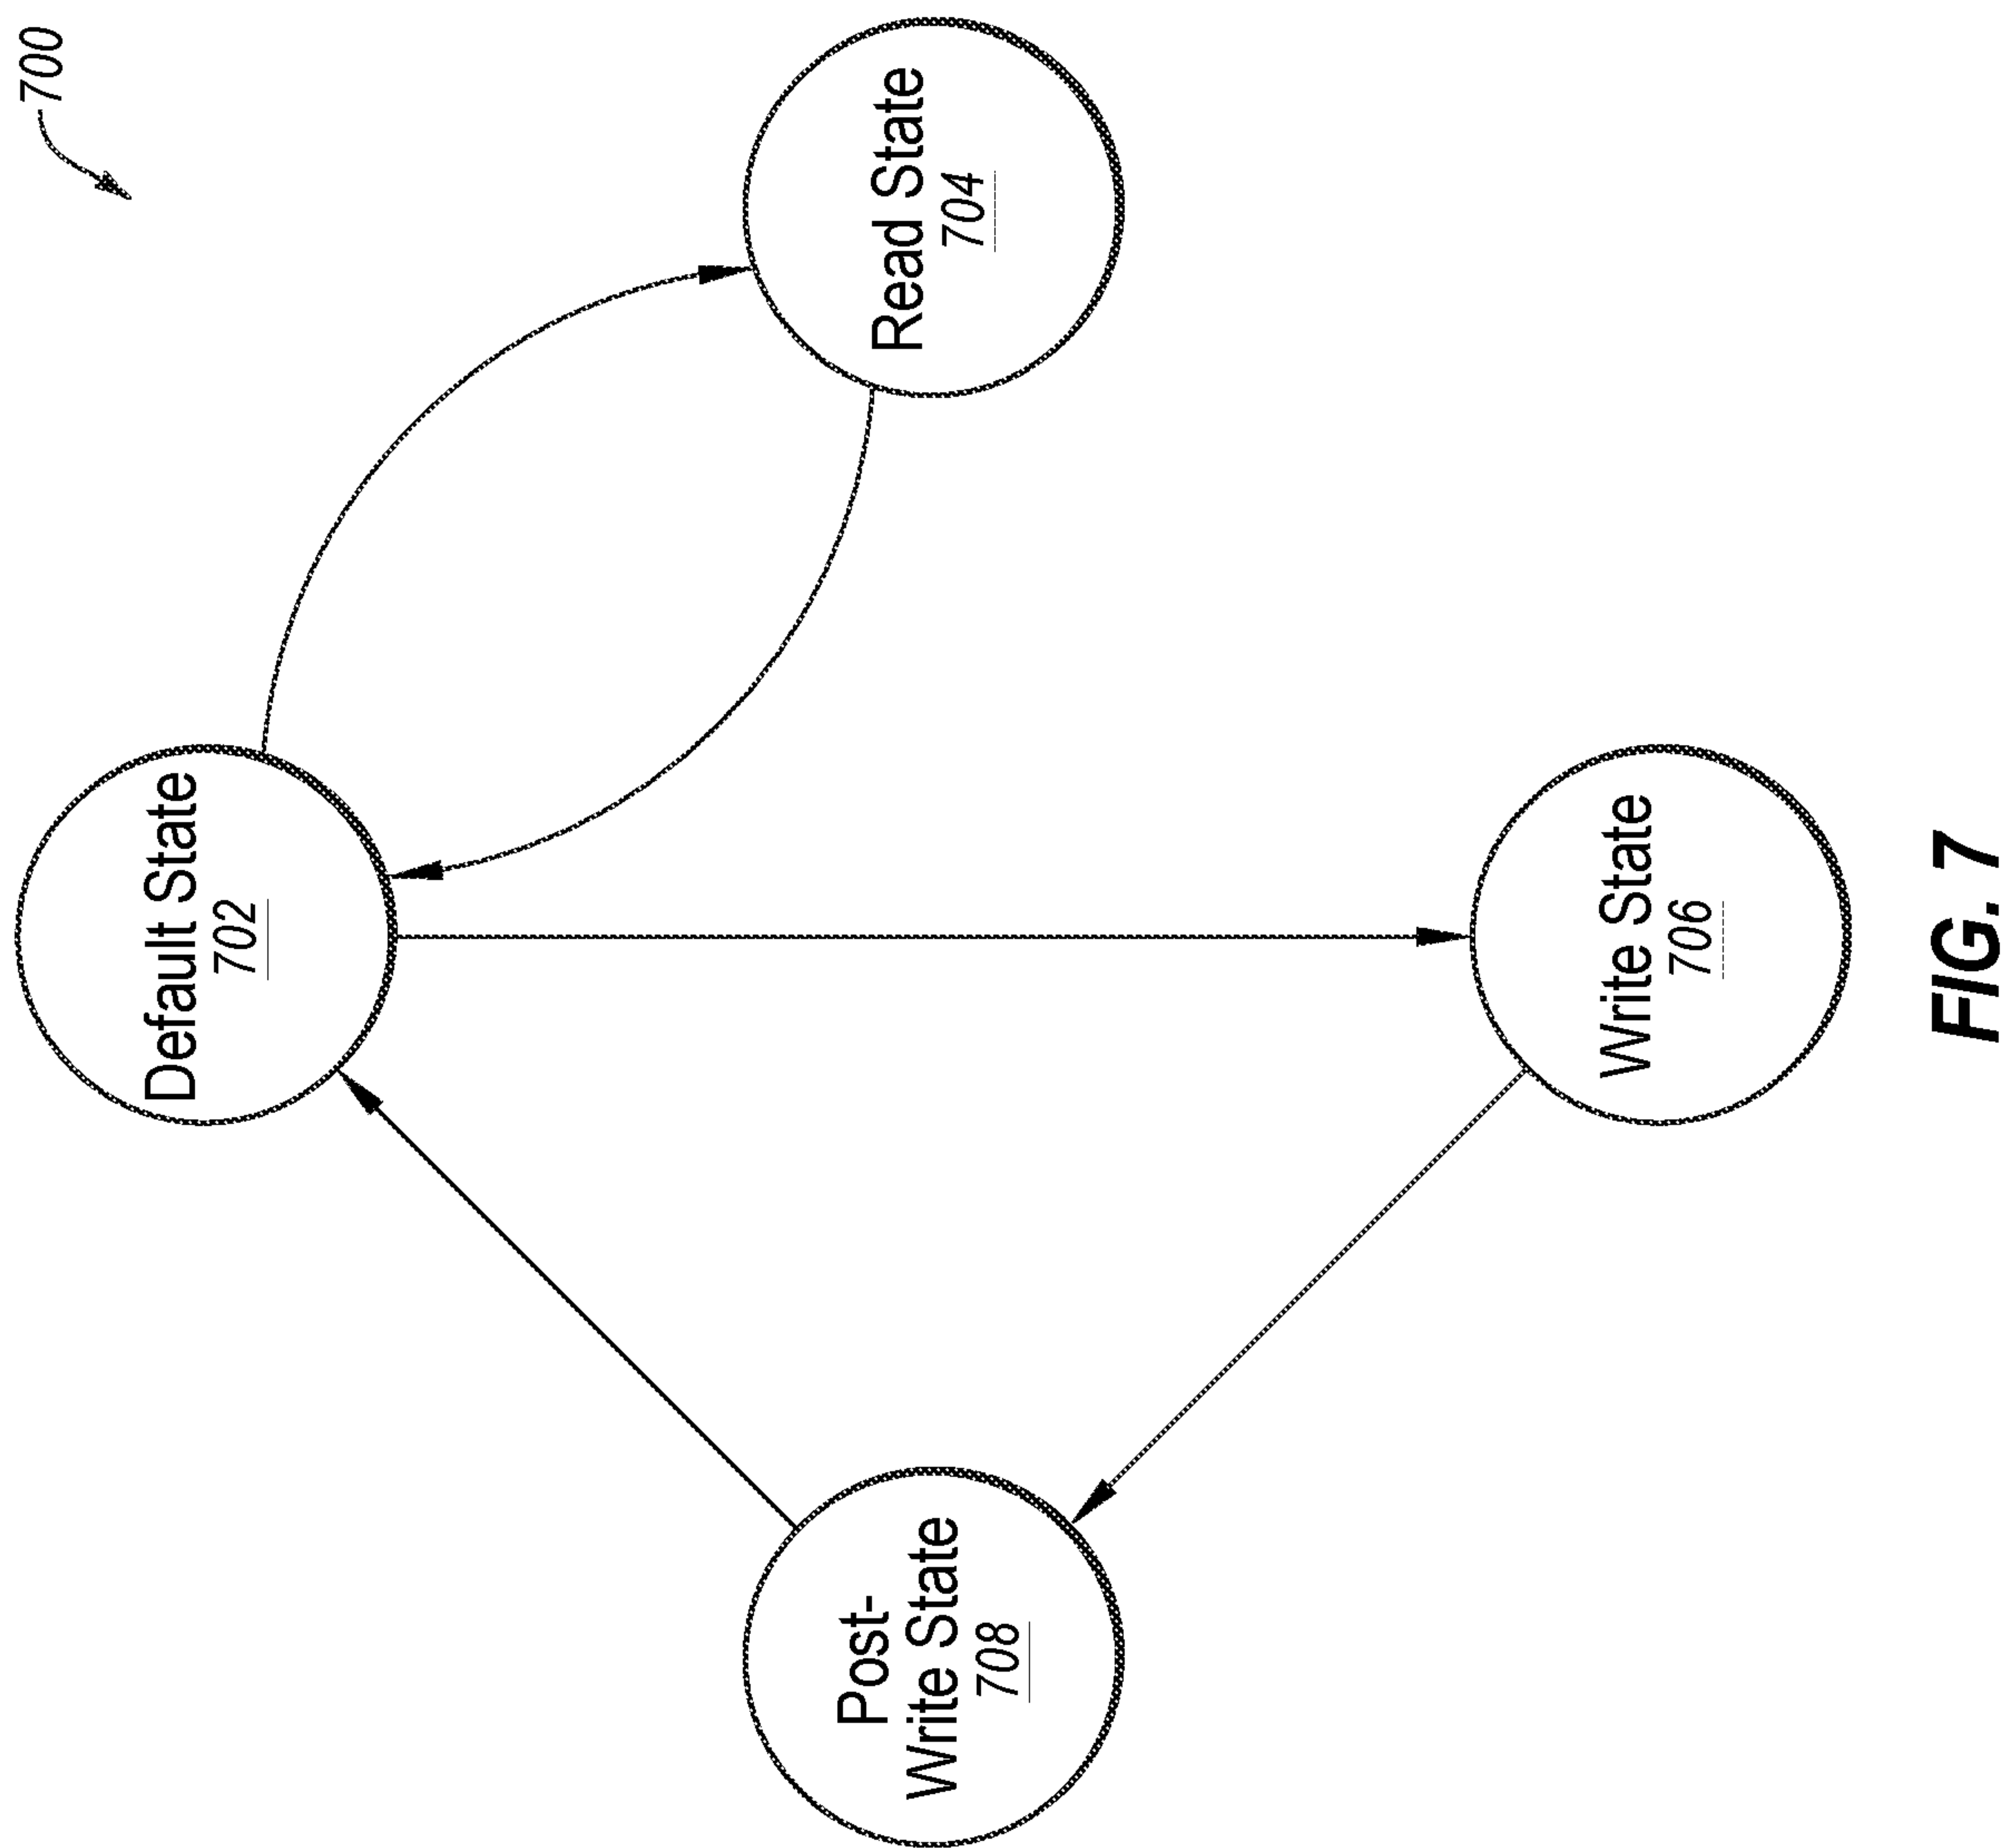 700
Default State
702
Read State
704
Write State
706
Post-
Write State
708
FIG. 7